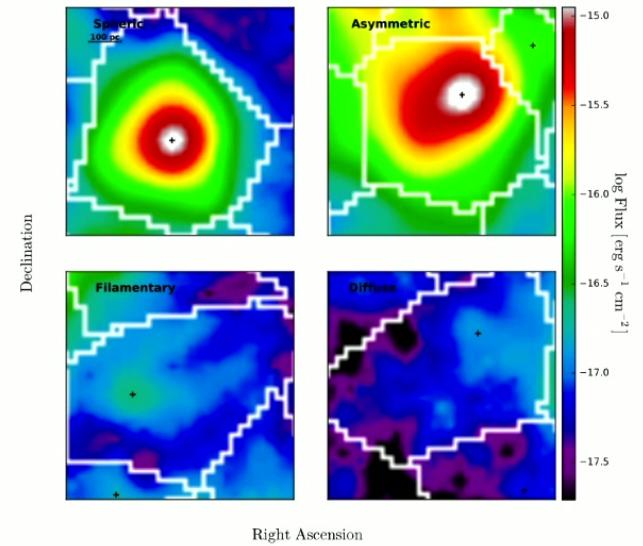 Spheric
100 pc
Asymmetric
Filamentary
Diffuse
Declination
Right Ascension
−15.0
−15.5
−16.0
−16.5
−17.0
−17.5
log Flux [erg s⁻¹ cm⁻²]